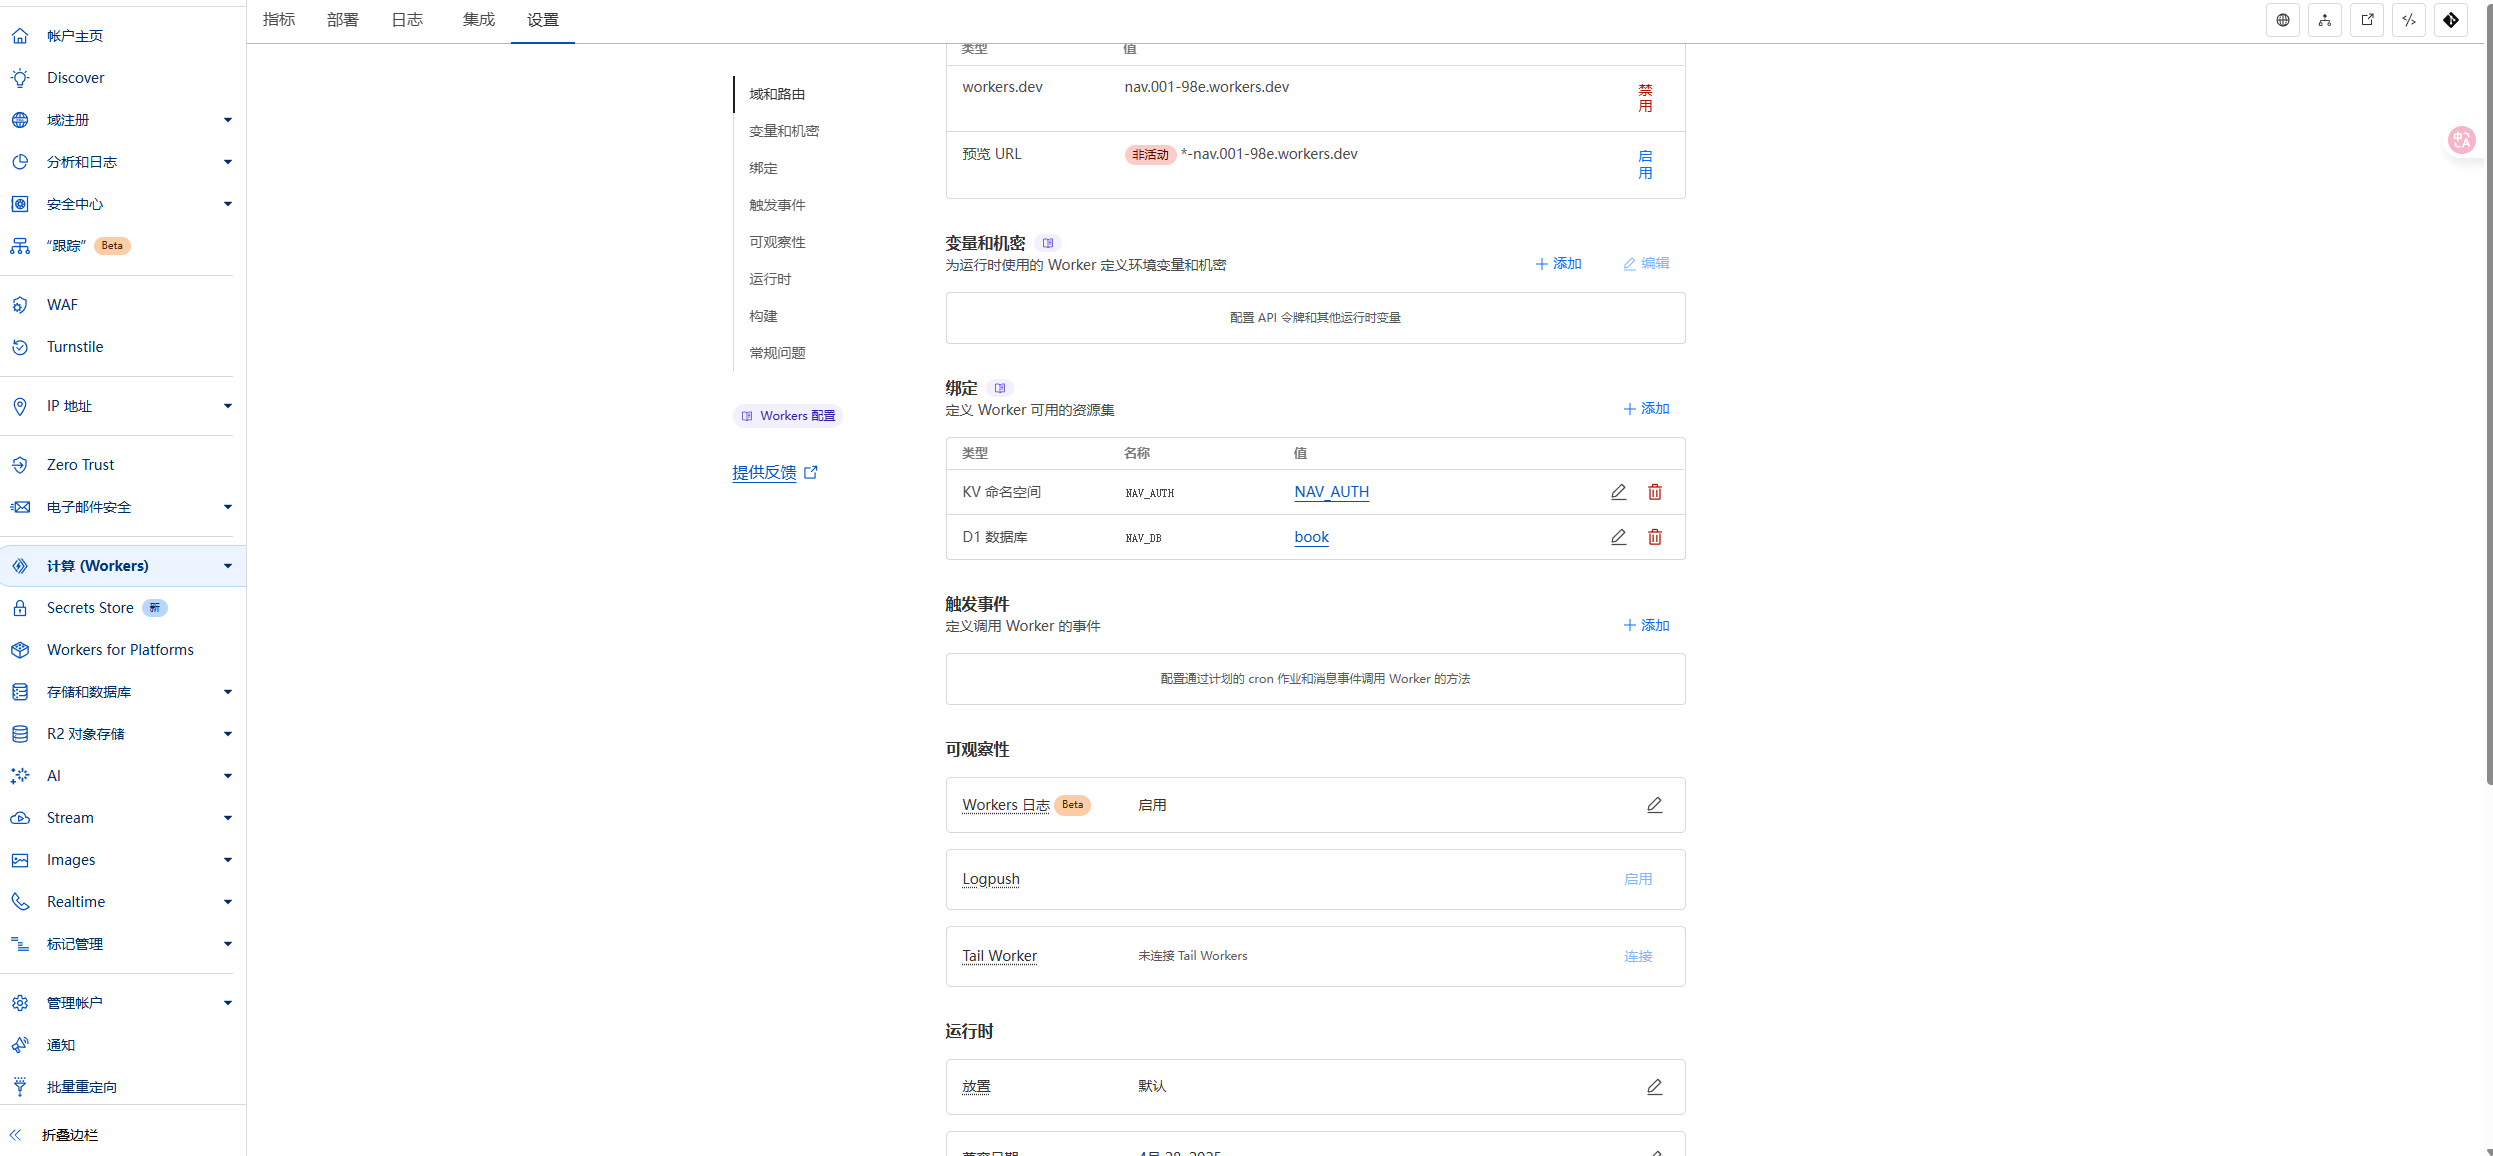 帐户主页
Discover
域注册
分析和日志
安全中心
“跟踪” Beta
WAF
Turnstile
IP 地址
Zero Trust
电子邮件安全
计算 (Workers)
Secrets Store 新
Workers for Platforms
存储和数据库
R2 对象存储
AI
Stream
Images
Realtime
标记管理
管理帐户
通知
批量重定向
折叠边栏
指标 部署 日志 集成 设置
域和路由
变量和机密
绑定
触发事件
可观察性
运行时
构建
常规问题
Workers 配置
提供反馈
类型 值
workers.dev nav.001-98e.workers.dev 禁用
预览 URL 非活动 *-nav.001-98e.workers.dev 启用
变量和机密
为运行时使用的 Worker 定义环境变量和机密 添加 编辑
配置 API 令牌和其他运行时变量
绑定
定义 Worker 可用的资源集 添加
类型 名称 值
KV 命名空间 NAV_AUTH NAV_AUTH
D1 数据库 NAV_DB book
触发事件
定义调用 Worker 的事件 添加
配置通过计划的 cron 作业和消息事件调用 Worker 的方法
可观察性
Workers 日志 Beta 启用
Logpush 启用
Tail Worker 未连接 Tail Workers 连接
运行时
放置 默认